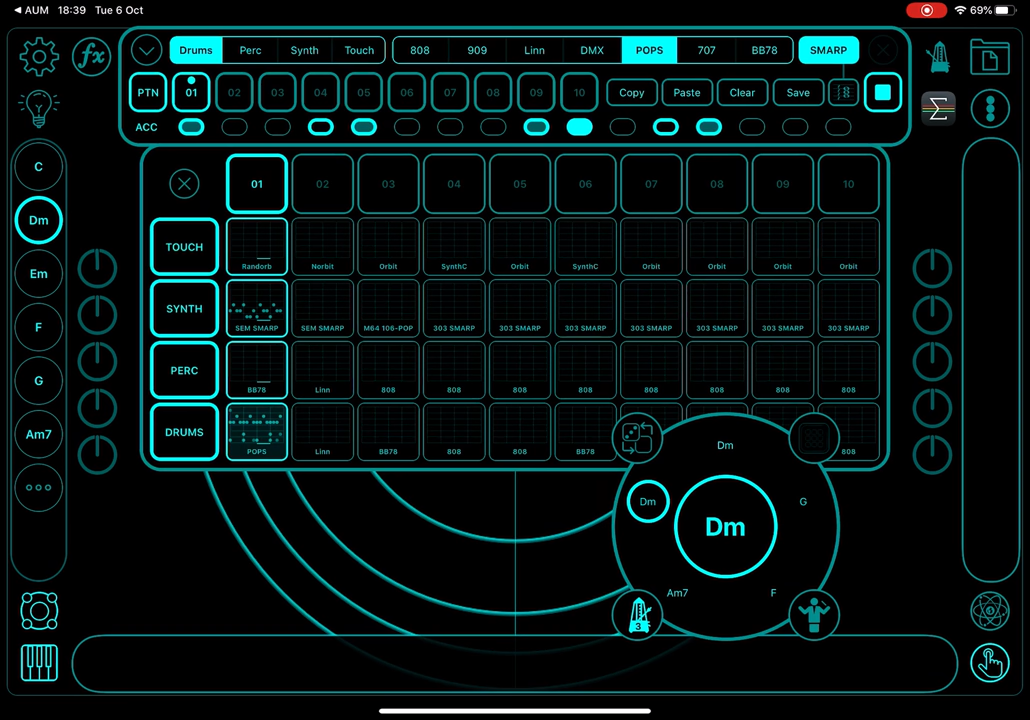 ◀ AUM 18:39 Tue 6 Oct 69%
fx Drums Perc Synth Touch 808 909 Linn DMX POPS 707 BB78 SMARP
PTN 01 02 03 04 05 06 07 08 09 10 Copy Paste Clear Save
Σ
ACC
C
Dm
Em
F
G
Am7
01 02 03 04 05 06 07 08 09 10
TOUCH
Randorb Norbit Orbit SynthC Orbit SynthC Orbit Orbit Orbit Orbit
SYNTH
SEM SMARP SEM SMARP M64 106-POP 303 SMARP 303 SMARP 303 SMARP 303 SMARP 303 SMARP 303 SMARP 303 SMARP
PERC
BB78 Linn 808 808 808 808 808 808 808 808
DRUMS
POPS Linn BB78 808 808 BB78 808
Dm
Dm G
Dm
Am7 F
3